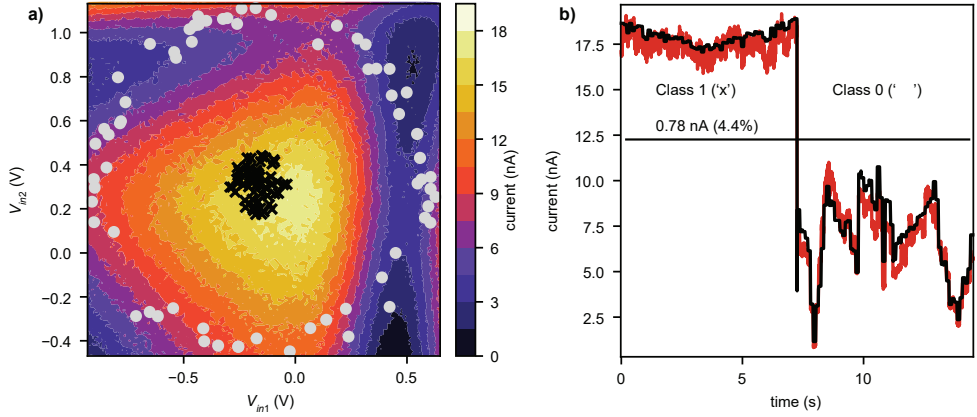 a)
1.0
0.8
0.6
0.4
0.2
0.0
−0.2
−0.4
V_in2 (V)
−0.5
0.0
0.5
V_in1 (V)
18
15
12
9
6
3
0
current (nA)
b)
17.5
15.0
12.5
10.0
7.5
5.0
2.5
current (nA)
Class 1 (‘x’)
Class 0 (‘ ’)
0.78 nA (4.4%)
0
5
10
time (s)